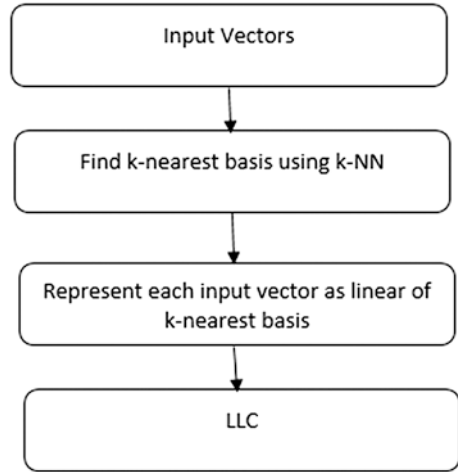 Input Vectors
Find k-nearest basis using k-NN
Represent each input vector as linear of
k-nearest basis
LLC